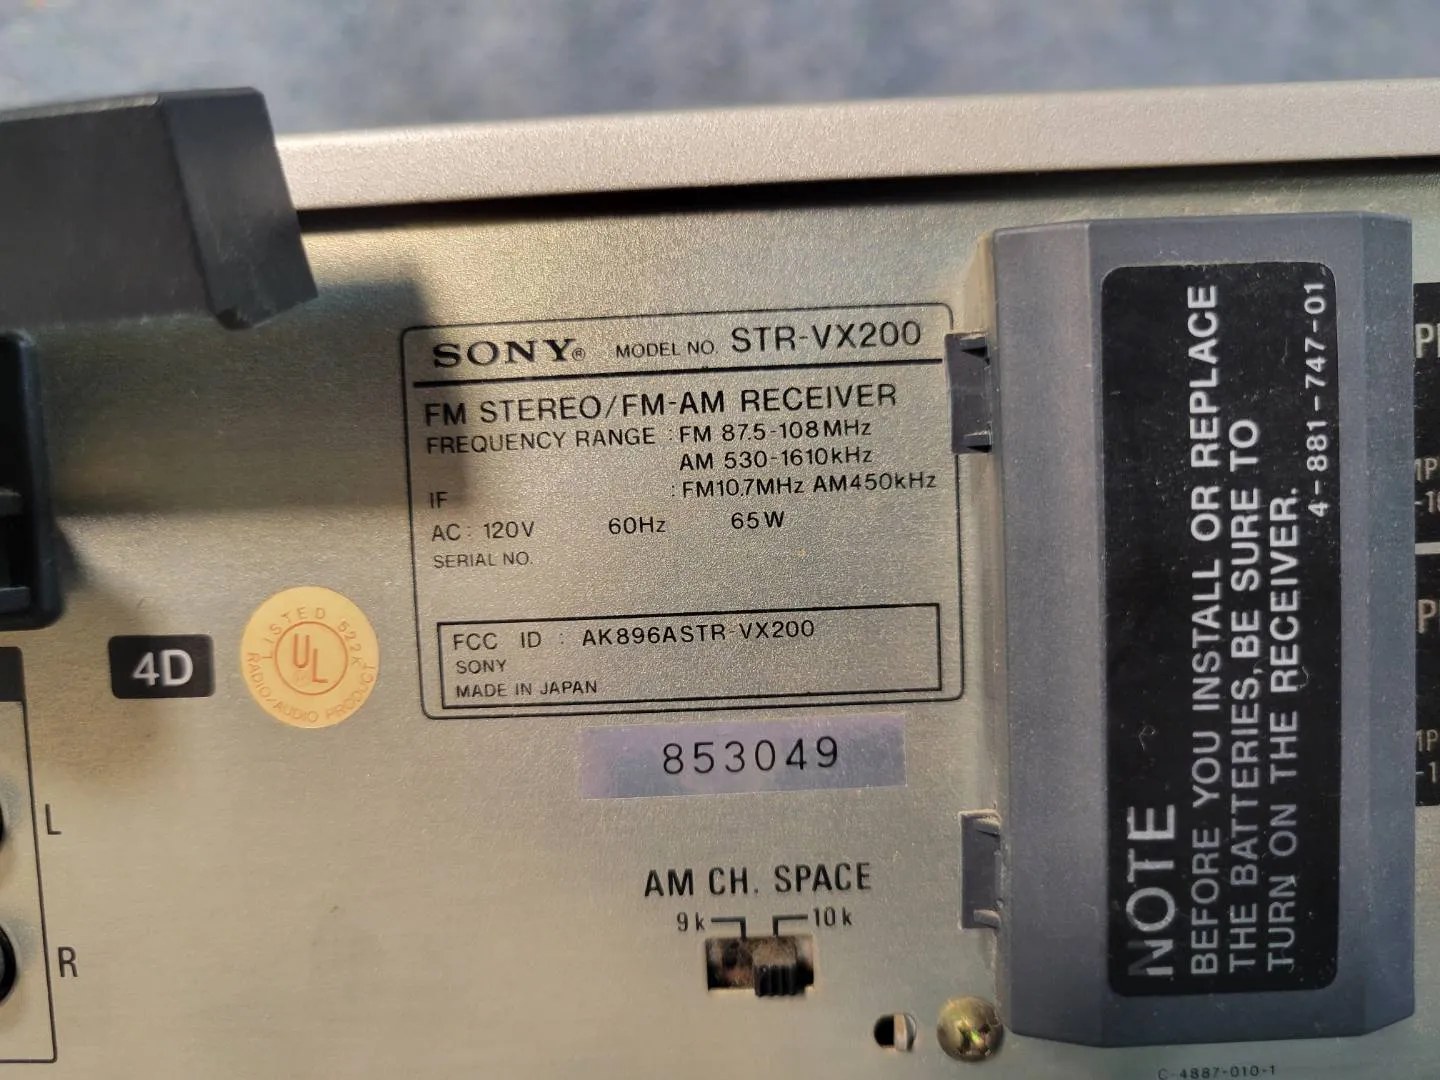 SONY® MODEL NO. STR-VX200
FM STEREO/FM-AM RECEIVER
FREQUENCY RANGE : FM 87.5-108MHz
AM 530-1610kHz
IF : FM10.7MHz AM450kHz
AC : 120V 60Hz 65W
SERIAL NO.
FCC ID : AK896ASTR-VX200
SONY
MADE IN JAPAN
4D
LISTED 522K
UL
RADIO-AUDIO PRODUCT
853049
L
R
AM CH. SPACE
9k 10k
NOTE
BEFORE YOU INSTALL OR REPLACE
THE BATTERIES, BE SURE TO
TURN ON THE RECEIVER.
4-881-747-01
C-4887-010-1